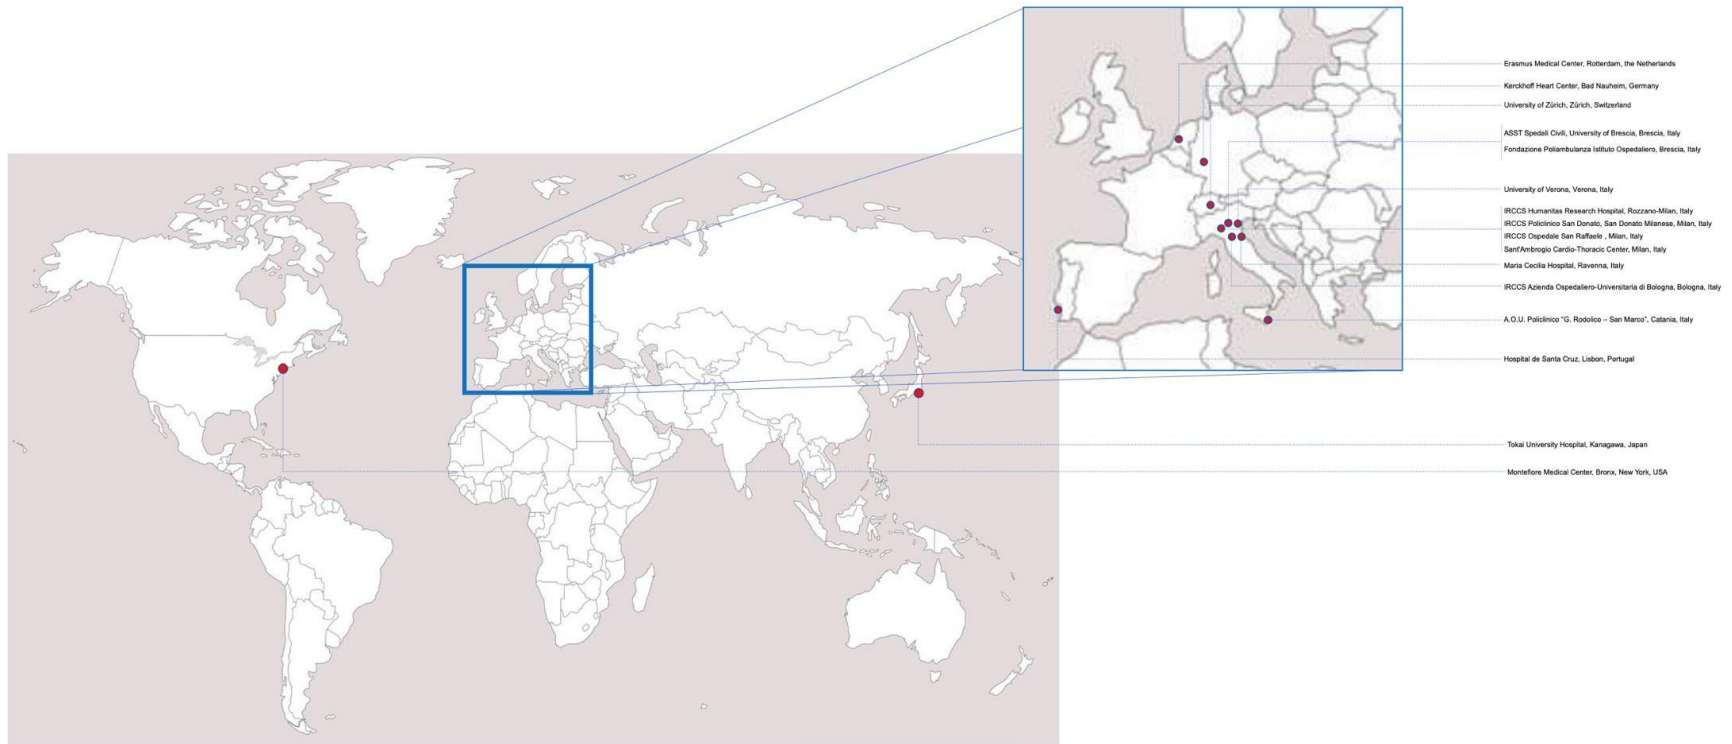 Erasmus Medical Center, Rotterdam, the Netherlands
Kerckhoff Heart Center, Bad Nauheim, Germany
University of Zürich, Zürich, Switzerland
ASST Spedali Civili, University of Brescia, Brescia, Italy
Fondazione Poliambulanza Istituto Ospedaliero, Brescia, Italy
University of Verona, Verona, Italy
IRCCS Humanitas Research Hospital, Rozzano-Milan, Italy
IRCCS Policlinico San Donato, San Donato Milanese, Milan, Italy
IRCCS Ospedale San Raffaele , Milan, Italy
Sant'Ambrogio Cardio-Thoracic Center, Milan, Italy
Maria Cecilia Hospital, Ravenna, Italy
IRCCS Azienda Ospedaliero-Universitaria di Bologna, Bologna, Italy
A.O.U. Policlinico "G. Rodolico – San Marco", Catania, Italy
Hospital de Santa Cruz, Lisbon, Portugal
Tokai University Hospital, Kanagawa, Japan
Montefiore Medical Center, Bronx, New York, USA